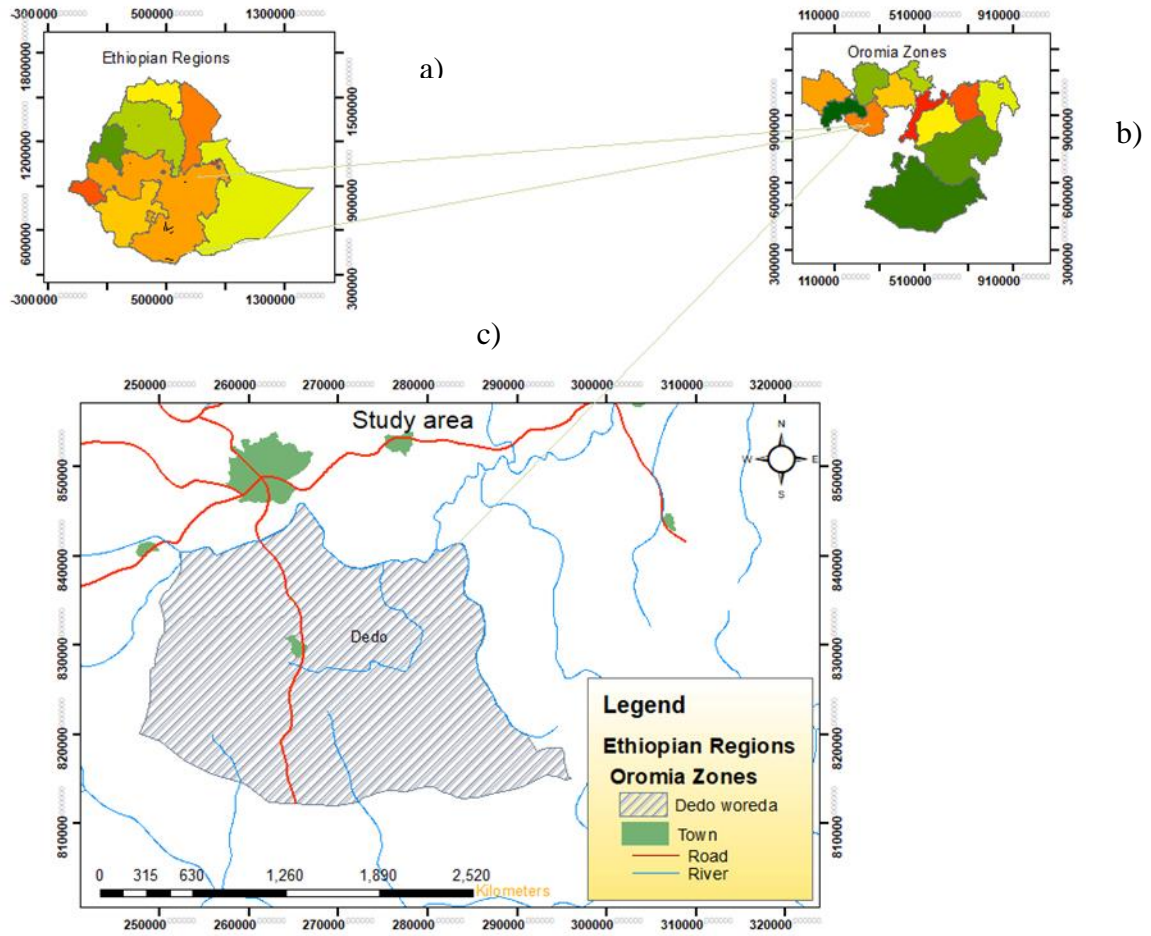 -300000 500000 1300000
Ethiopian Regions
1800000
1500000
1200000
900000
600000
300000
-300000 500000 1300000
a)
110000 510000 910000
Oromia Zones
900000
900000
600000
600000
300000
300000
110000 510000 910000
b)
c)
250000 260000 270000 280000 290000 300000 310000 320000
Study area
N
W E
S
850000
850000
840000
840000
830000
830000
820000
820000
810000
810000
Dedo
Legend
Ethiopian Regions
Oromia Zones
Dedo woreda
Town
Road
River
0 315 630 1,260 1,890 2,520
Kilometers
250000 260000 270000 280000 290000 300000 310000 320000